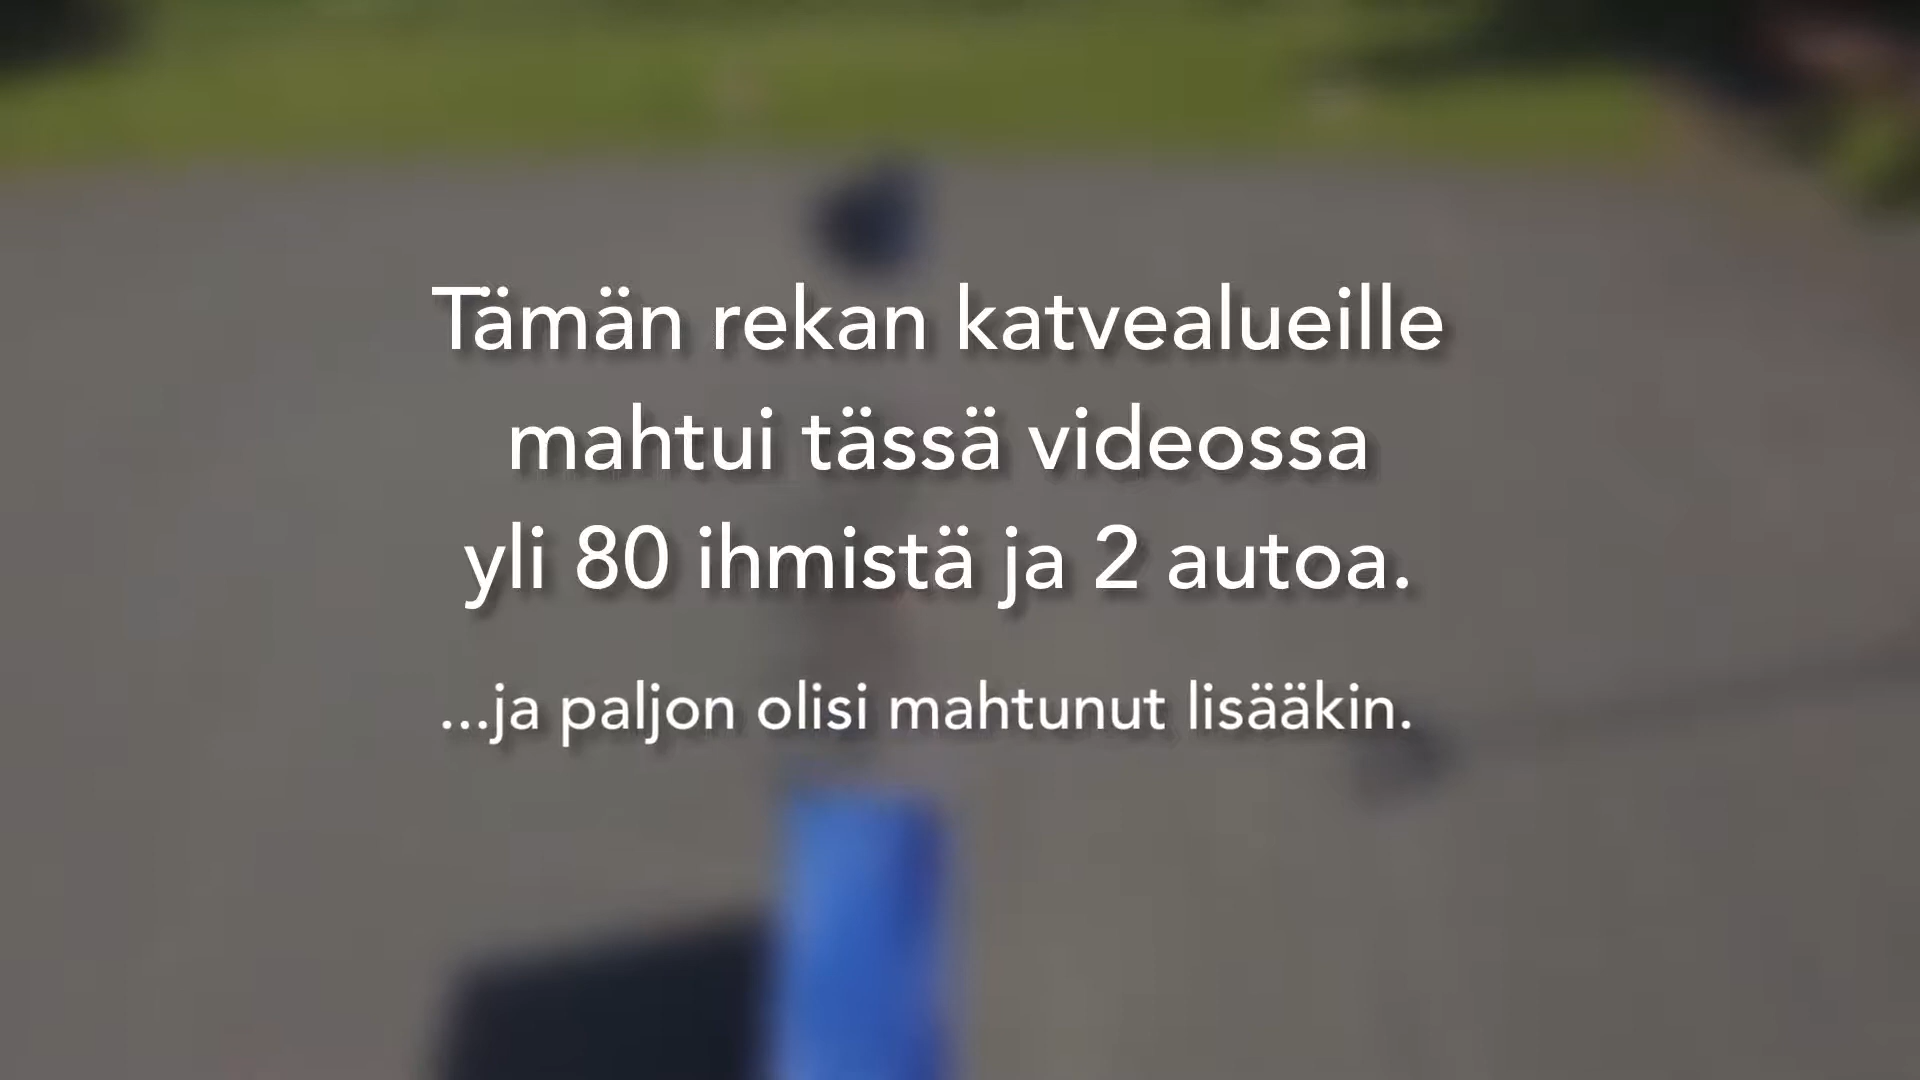 Tämän rekan katvealueille
mahtui tässä videossa
yli 80 ihmistä ja 2 autoa.
...ja paljon olisi mahtunut lisääkin.